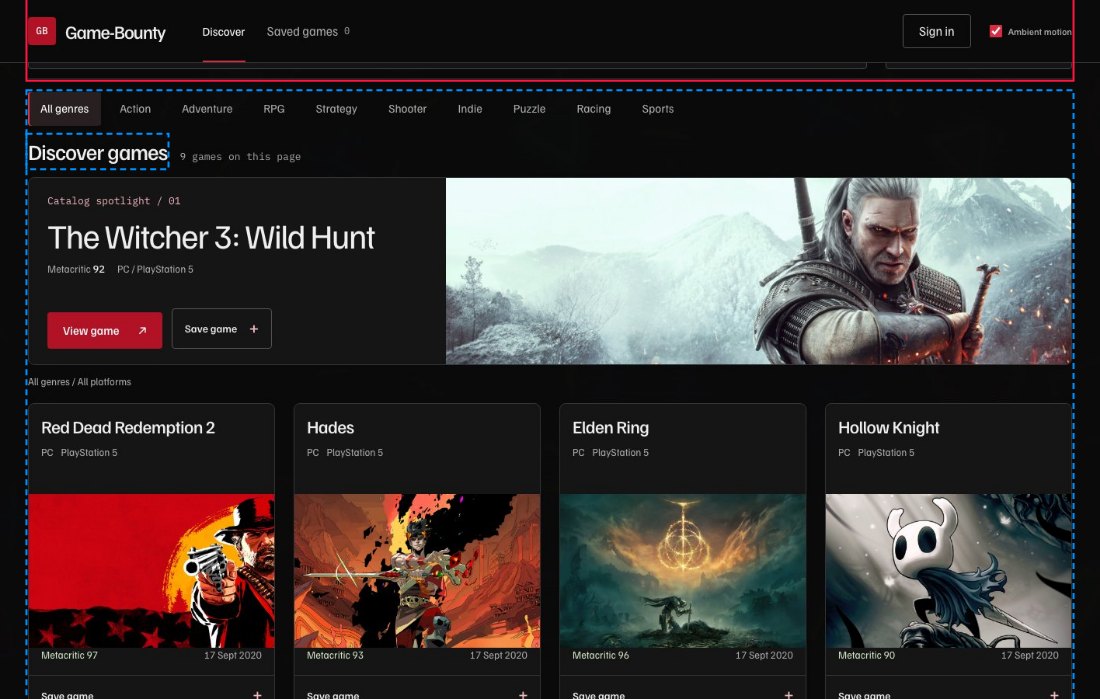 GB Game-Bounty Discover Saved games 0 Sign in Ambient motion
All genres Action Adventure RPG Strategy Shooter Indie Puzzle Racing Sports
Discover games 9 games on this page
Catalog spotlight / 01
The Witcher 3: Wild Hunt
Metacritic 92 PC / PlayStation 5
View game Save game +
All genres / All platforms
Red Dead Redemption 2 Hades Elden Ring Hollow Knight
PC PlayStation 5 PC PlayStation 5 PC PlayStation 5 PC PlayStation 5
Metacritic 97 17 Sept 2020 Metacritic 93 17 Sept 2020 Metacritic 96 17 Sept 2020 Metacritic 90 17 Sept 2020
Save game + Save game + Save game + Save game +